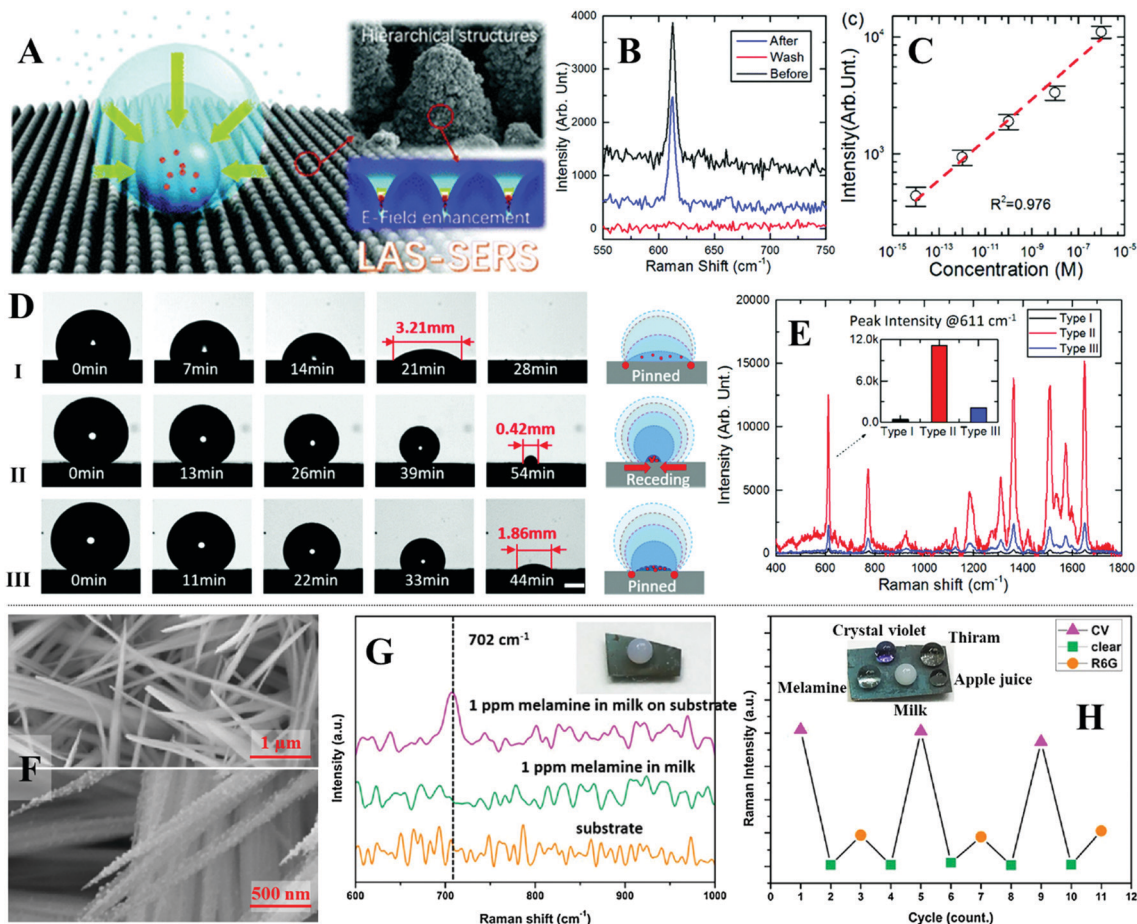 A
Hierarchical structures
E-Field enhancement
LAS-SERS
B
After
Wash
Before
4000
3000
2000
1000
0
Intensity (Arb. Unt.)
550
600
650
700
750
Raman Shift (cm⁻¹)
(c)
C
10⁴
10³
Intensity(Arb.Unt.)
R²=0.976
10⁻¹⁵
10⁻¹³
10⁻¹¹
10⁻⁹
10⁻⁷
10⁻⁵
Concentration (M)
D
I
0min
7min
14min
3.21mm
21min
28min
Pinned
II
0min
13min
26min
39min
0.42mm
54min
Receding
III
0min
11min
22min
33min
1.86mm
44min
Pinned
E
20000
15000
10000
5000
0
Intensity (Arb. Unt.)
Peak Intensity @611 cm⁻¹
12.0k
6.0k
0.0
Type I
Type II
Type III
Type I
Type II
Type III
400
600
800
1000
1200
1400
1600
1800
Raman shift (cm⁻¹)
F
1 μm
500 nm
G
702 cm⁻¹
1 ppm melamine in milk on substrate
1 ppm melamine in milk
substrate
Intensity (a.u.)
600
700
800
900
1000
Raman shift (cm⁻¹)
H
Crystal violet
Thiram
Melamine
Apple juice
Milk
CV
clear
R6G
Raman Intensity (a.u.)
0
1
2
3
4
5
6
7
8
9
10
11
12
Cycle (count.)